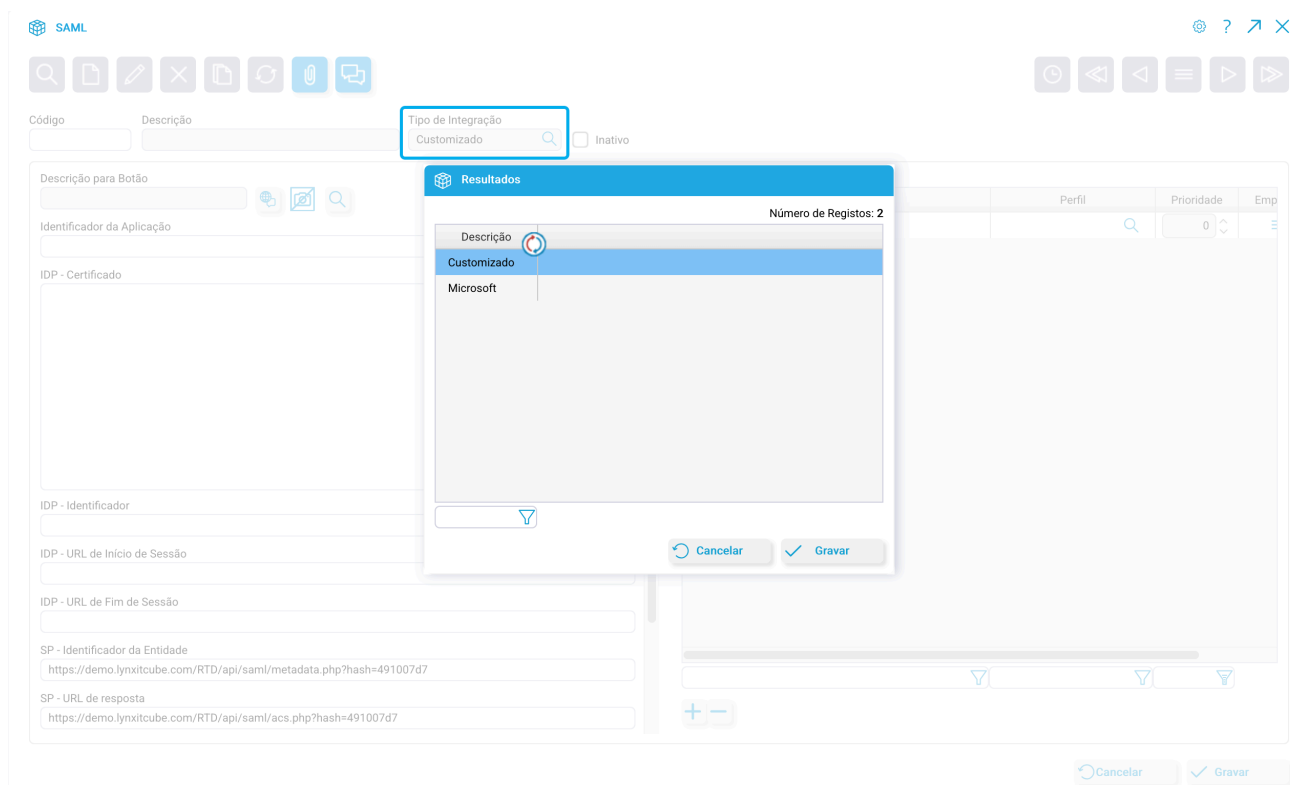 SAML
?
Código
Descrição
Tipo de Integração
Customizado
Inativo
Descrição para Botão
Identificador da Aplicação
IDP - Certificado
IDP - Identificador
IDP - URL de Início de Sessão
IDP - URL de Fim de Sessão
SP - Identificador da Entidade
https://demo.lynxitcube.com/RTD/api/saml/metadata.php?hash=491007d7
SP - URL de resposta
https://demo.lynxitcube.com/RTD/api/saml/acs.php?hash=491007d7
Resultados
Número de Registos: 2
Descrição
Customizado
Microsoft
Cancelar
Gravar
Perfil
Prioridade
Emp
0
Cancelar
Gravar